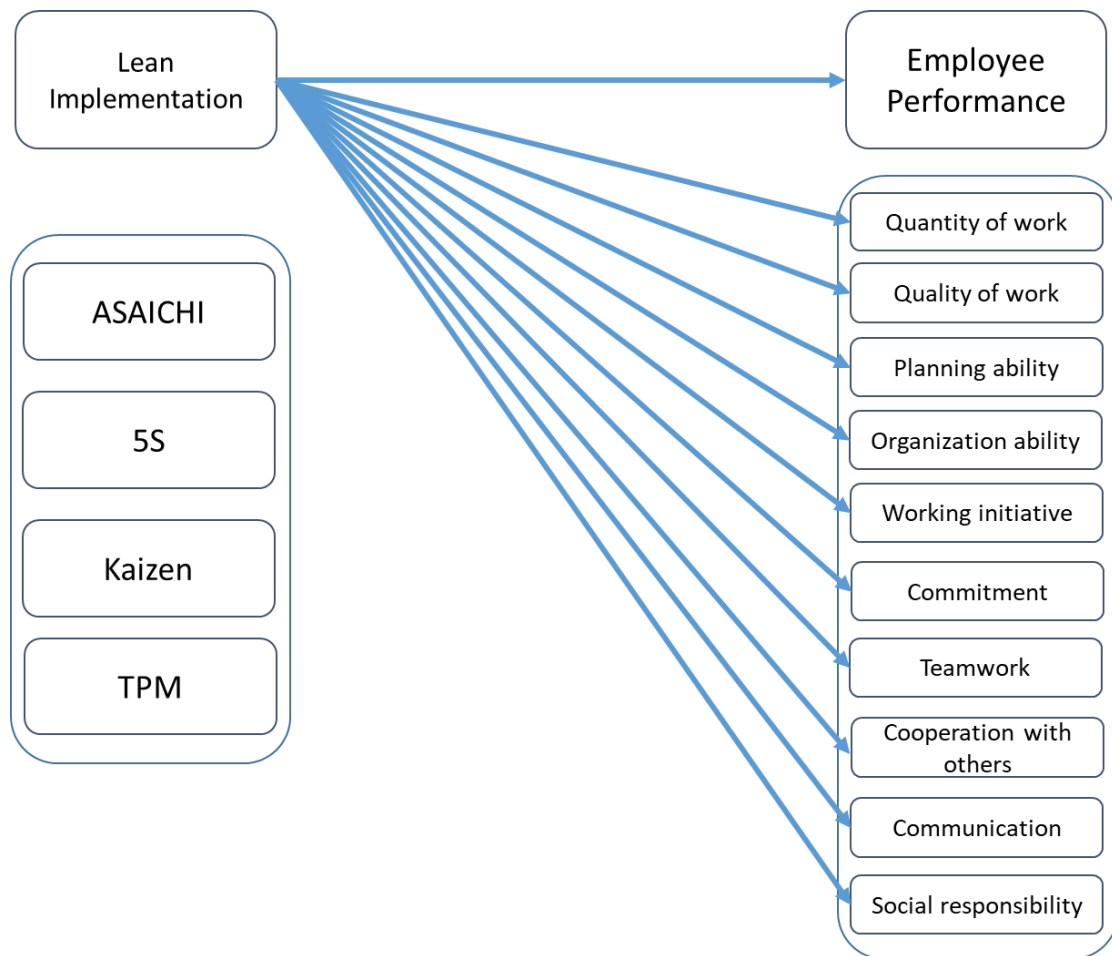 Lean
Implementation
Employee
Performance
ASAICHI
5S
Kaizen
TPM
Quantity of work
Quality of work
Planning ability
Organization ability
Working initiative
Commitment
Teamwork
Cooperation with
others
Communication
Social responsibility